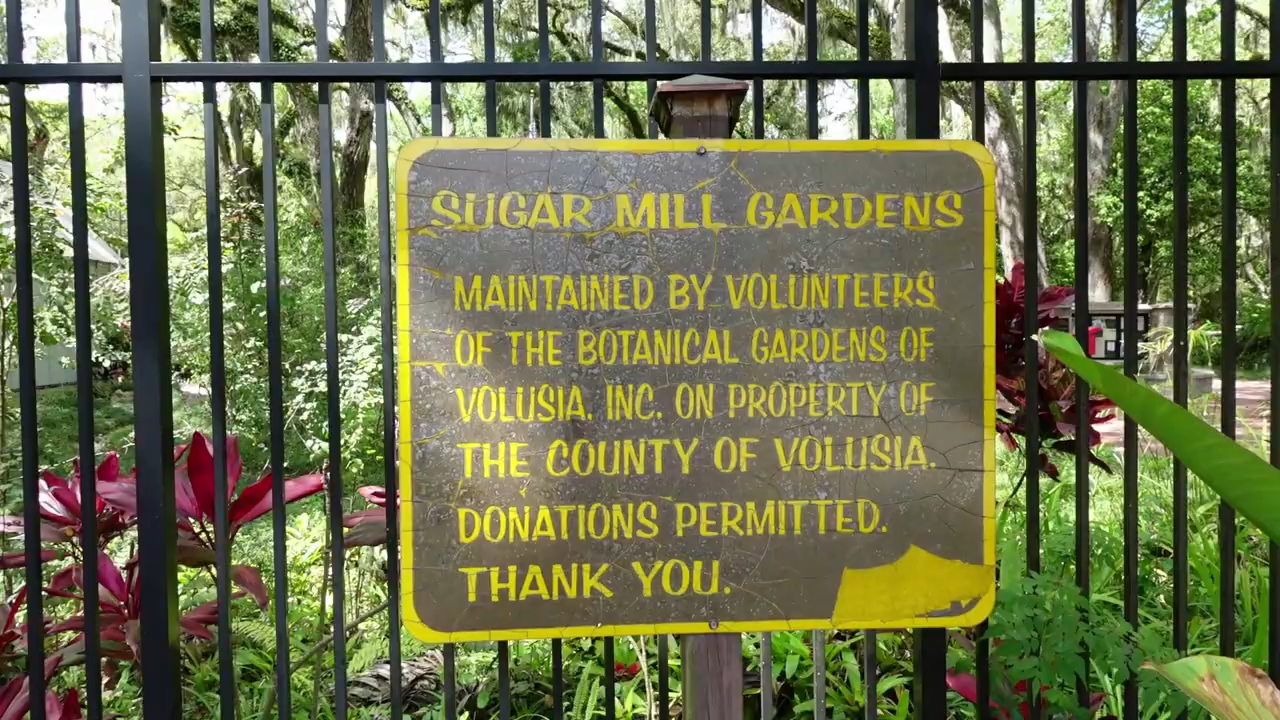 SUGAR MILL GARDENS
MAINTAINED BY VOLUNTEERS
OF THE BOTANICAL GARDENS OF
VOLUSIA, INC. ON PROPERTY OF
THE COUNTY OF VOLUSIA.
DONATIONS PERMITTED.
THANK YOU.